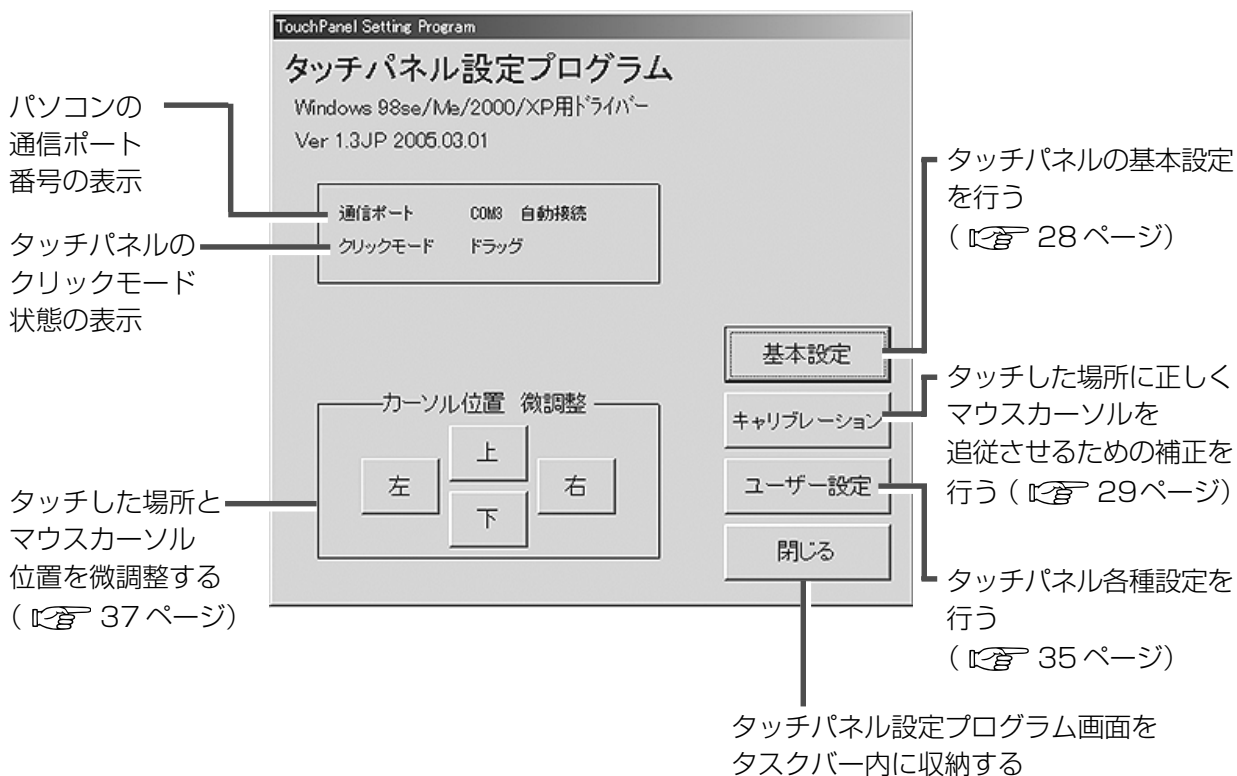 TouchPanel Setting Program
タッチパネル設定プログラム
Windows 98se/Me/2000/XP用ﾄﾞﾗｲﾊﾞｰ
Ver 1.3JP 2005.03.01
通信ポート COM3 自動接続
クリックモード ドラッグ
カーソル位置 微調整
上
左
右
下
基本設定
キャリブレーション
ユーザー設定
閉じる
パソコンの
通信ポート
番号の表示
タッチパネルの
クリックモード
状態の表示
タッチした場所と
マウスカーソル
位置を微調整する
( ☞ 37 ページ)
タッチパネルの基本設定
を行う
( ☞ 28 ページ)
タッチした場所に正しく
マウスカーソルを
追従させるための補正を
行う ( ☞ 29ページ)
タッチパネル各種設定を
行う
( ☞ 35 ページ)
タッチパネル設定プログラム画面を
タスクバー内に収納する